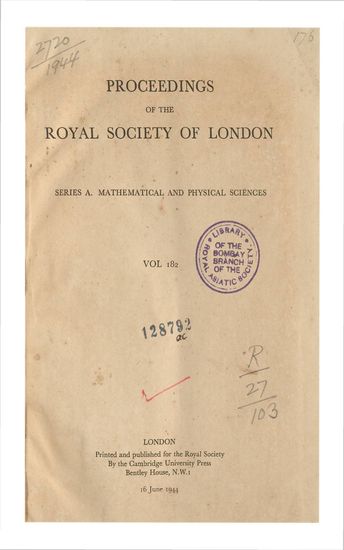 2720
1944
176
PROCEEDINGS
OF THE
ROYAL SOCIETY OF LONDON
SERIES A. MATHEMATICAL AND PHYSICAL SCIENCES
VOL 182
LIBRARY
OF THE
BOMBAY
BRANCH
OF THE
ROYAL ASIATIC SOCIETY
128792
R
27
103
LONDON
Printed and published for the Royal Society
By the Cambridge University Press
Bentley House, N.W.1
16 June 1944